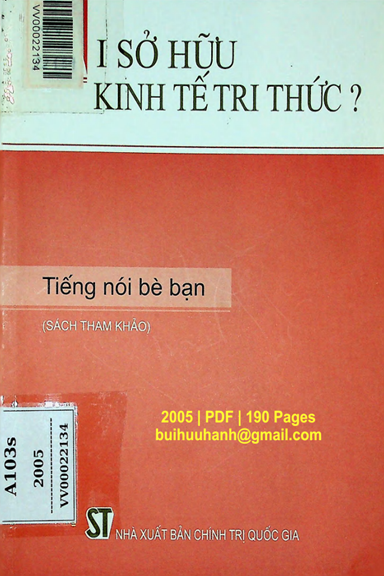 VV00022134
I SỞ HỮU
KINH TẾ TRI THỨC ?
Tiếng nói bè bạn
(SÁCH THAM KHẢO)
2005 | PDF | 190 Pages
buihuuhanh@gmail.com
A103s
2005
VV00022134
ST NHÀ XUẤT BẢN CHÍNH TRỊ QUỐC GIA